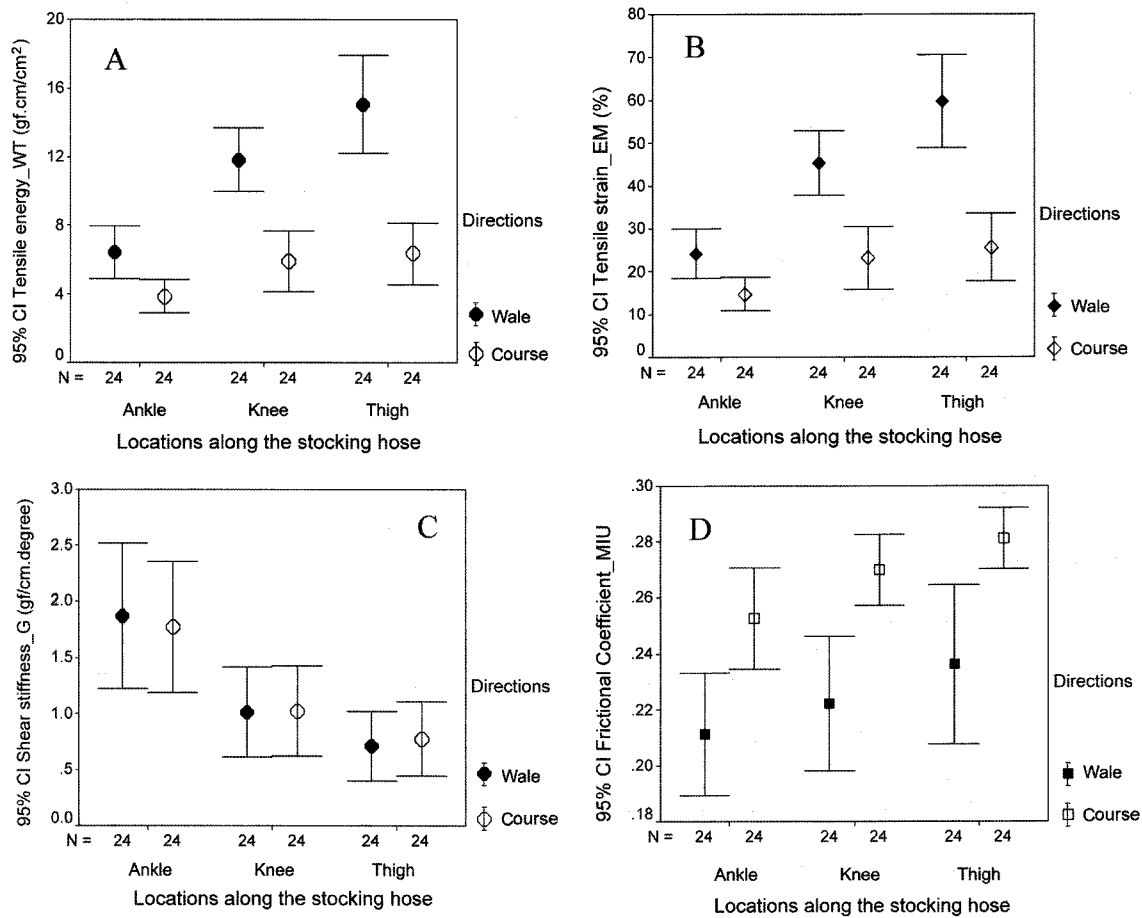 A
95% CI Tensile energy_WT (gf.cm/cm²)
20
16
12
8
4
0
N = 24 24 24 24 24 24
Ankle Knee Thigh
Locations along the stocking hose
Directions
Wale
Course
B
95% CI Tensile strain_EM (%)
80
70
60
50
40
30
20
10
0
N = 24 24 24 24 24 24
Ankle Knee Thigh
Locations along the stocking hose
Directions
Wale
Course
C
95% CI Shear stiffness_G (gf/cm.degree)
3.0
2.5
2.0
1.5
1.0
.5
0.0
N = 24 24 24 24 24 24
Ankle Knee Thigh
Locations along the stocking hose
Directions
Wale
Course
D
95% CI Frictional Coefficient_MIU
.30
.28
.26
.24
.22
.20
.18
N = 24 24 24 24 24 24
Ankle Knee Thigh
Locations along the stocking hose
Directions
Wale
Course